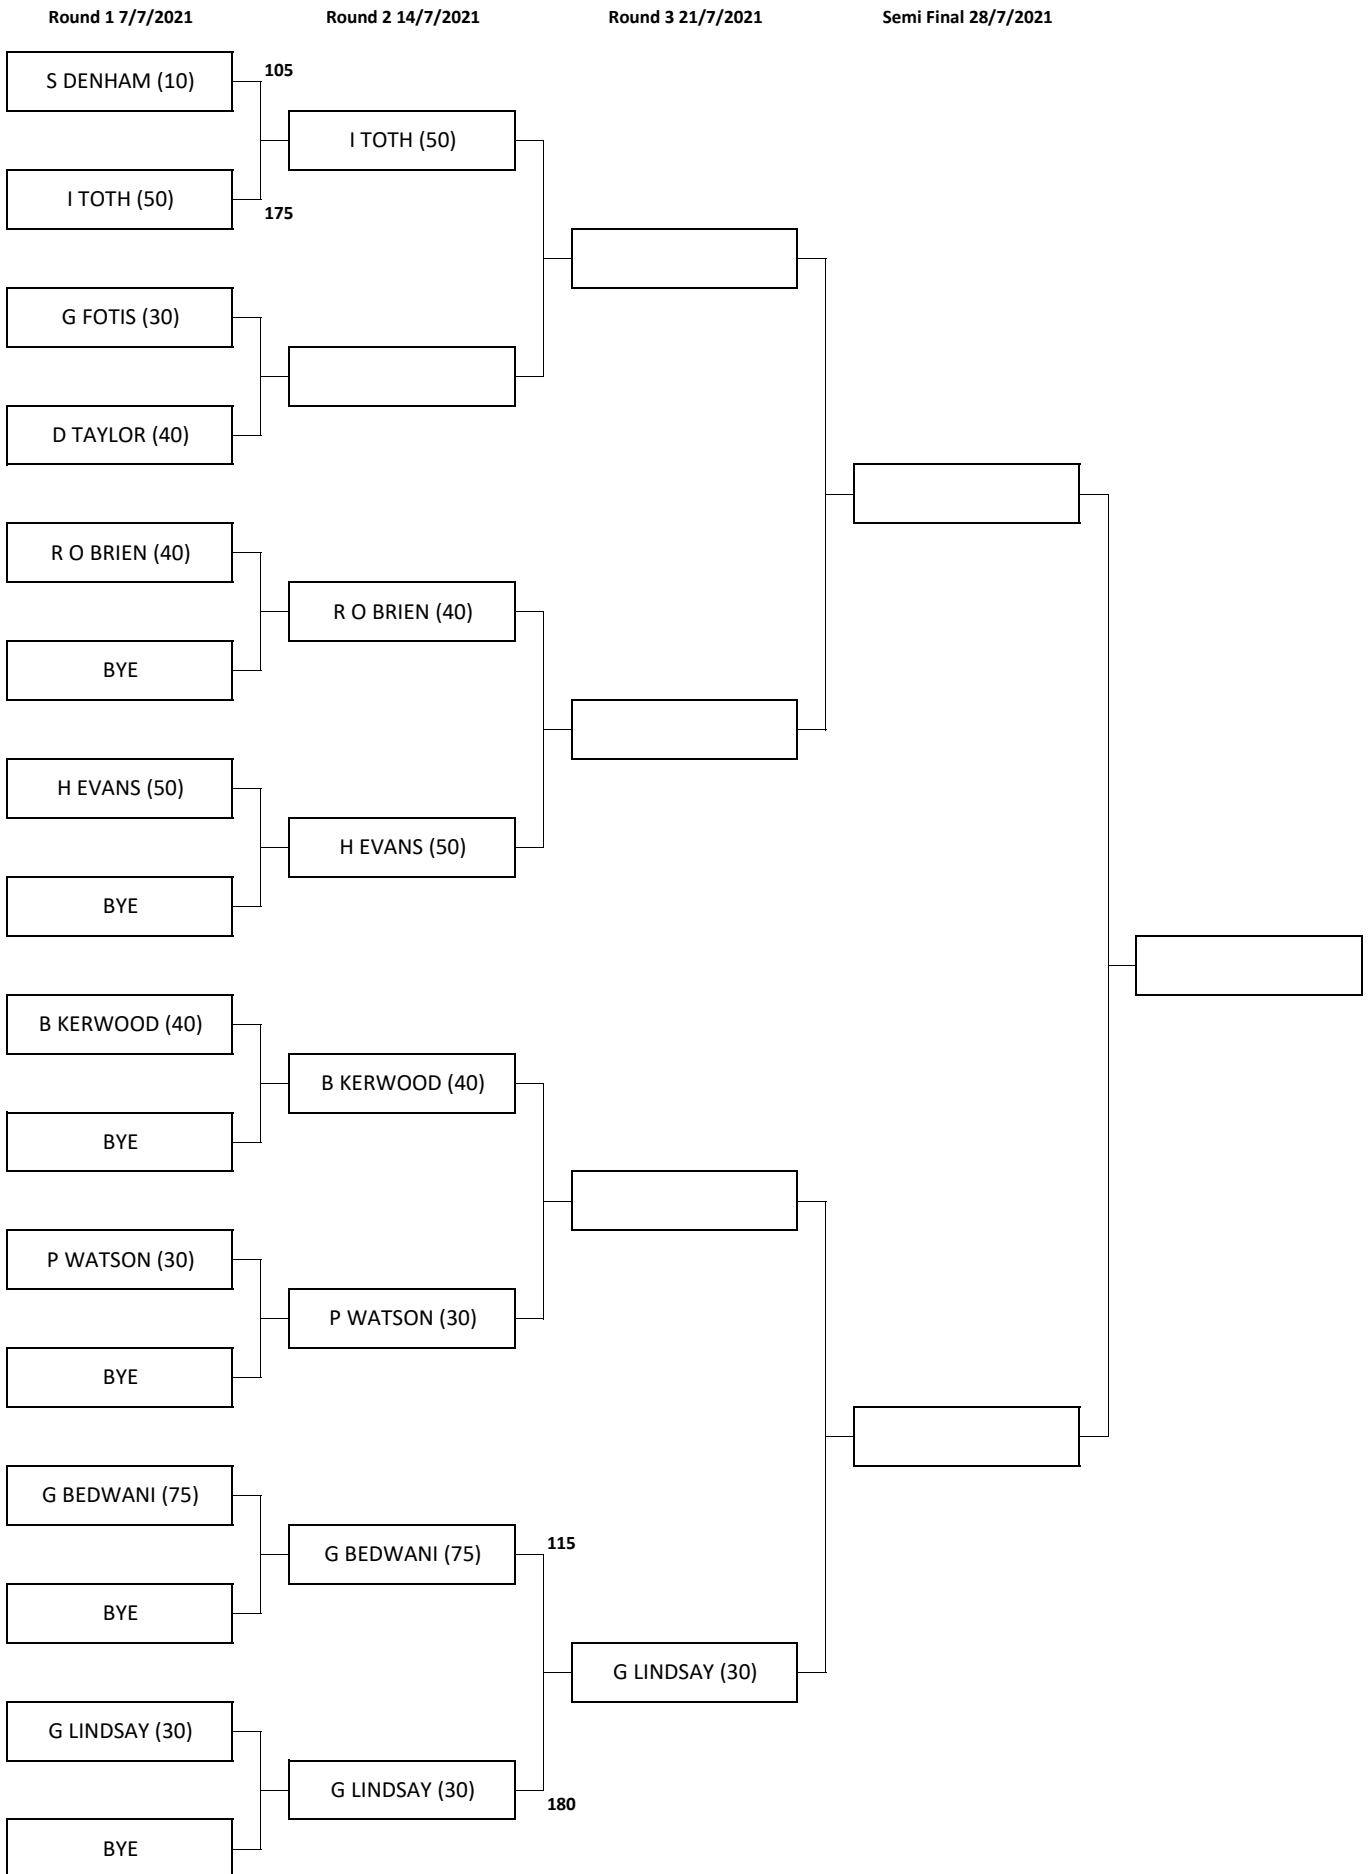 Round 1 7/7/2021 Round 2 14/7/2021 Round 3 21/7/2021 Semi Final 28/7/2021
S DENHAM (10)
105
I TOTH (50)
I TOTH (50)
175
G FOTIS (30)
D TAYLOR (40)
R O BRIEN (40)
R O BRIEN (40)
BYE
H EVANS (50)
H EVANS (50)
BYE
B KERWOOD (40)
B KERWOOD (40)
BYE
P WATSON (30)
P WATSON (30)
BYE
G BEDWANI (75)
G BEDWANI (75)
115
BYE
G LINDSAY (30)
G LINDSAY (30)
G LINDSAY (30)
180
BYE